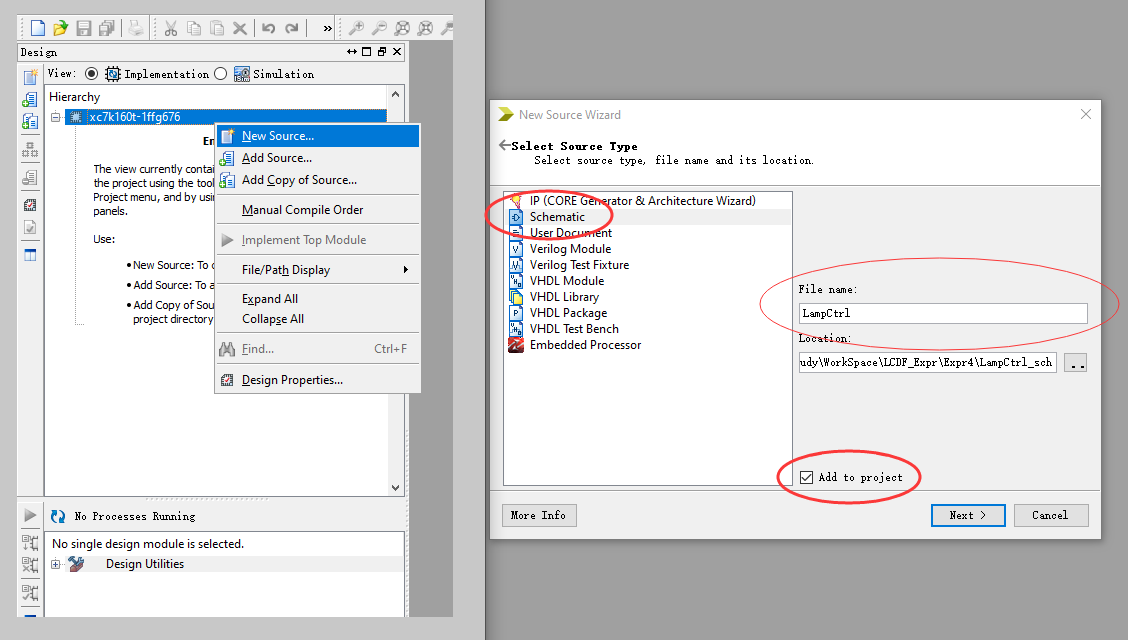 Design
View:
Implementation
Simulation
Hierarchy
xc7k160t-1ffg676
The view currently contai
the project using the tool
Project menu, and by usi
panels.
Use:
New Source: To
Add Source: To a
Add Copy of Sou
project directory
New Source...
Add Source...
Add Copy of Source...
Manual Compile Order
Implement Top Module
File/Path Display
Expand All
Collapse All
Find...
Ctrl+F
Design Properties...
No Processes Running
No single design module is selected.
Design Utilities
New Source Wizard
Select Source Type
Select source type, file name and its location.
IP (CORE Generator & Architecture Wizard)
Schematic
User Document
Verilog Module
Verilog Test Fixture
VHDL Module
VHDL Library
VHDL Package
VHDL Test Bench
Embedded Processor
File name:
LampCtrl
Location:
udy\WorkSpace\LCDF_Expr\Expr4\LampCtrl_sch
..
Add to project
More Info
Next >
Cancel